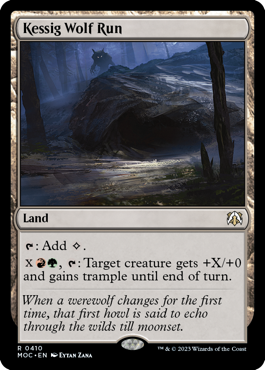 Kessig Wolf Run
Land
: Add .
X, : Target creature gets +X/+0
and gains trample until end of turn.
When a werewolf changes for the first
time, that first howl is said to echo
through the wilds till moonset.
R 0410
MOC • EN EYTAN ZANA
™ & © 2023 Wizards of the Coast